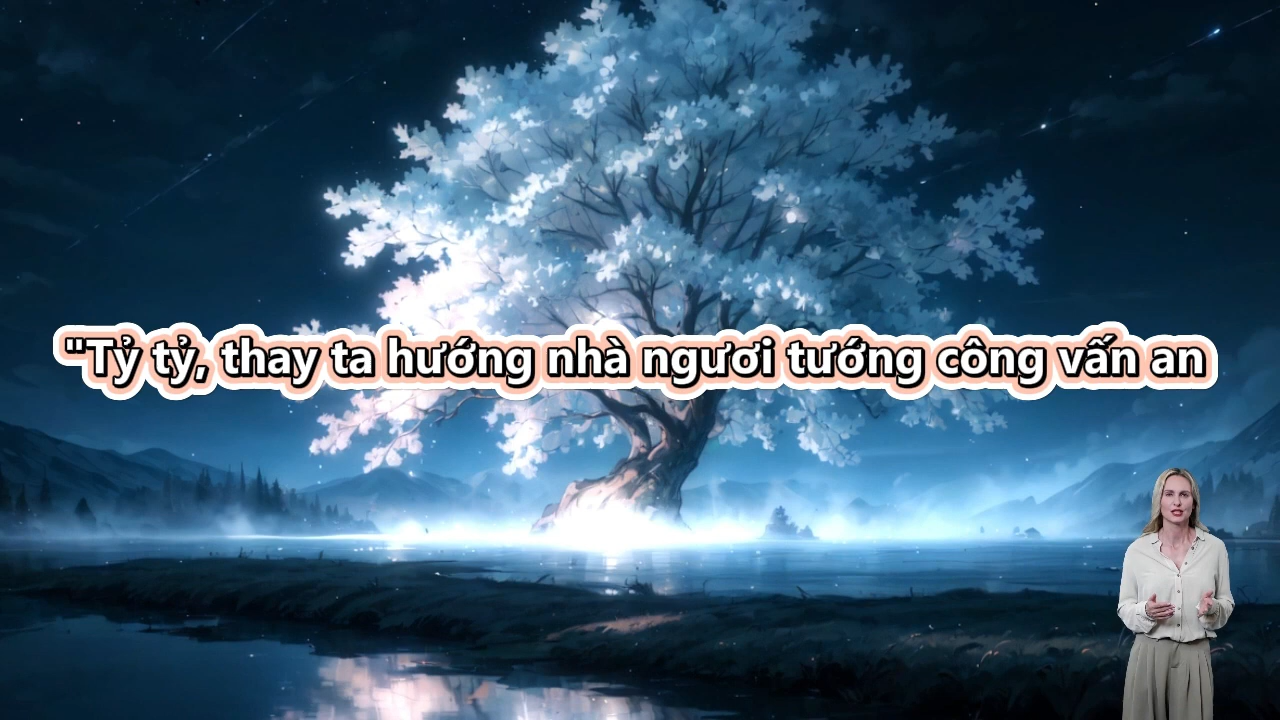 "Tỷ tỷ, thay ta hướng nhà ngươi tướng công vấn an